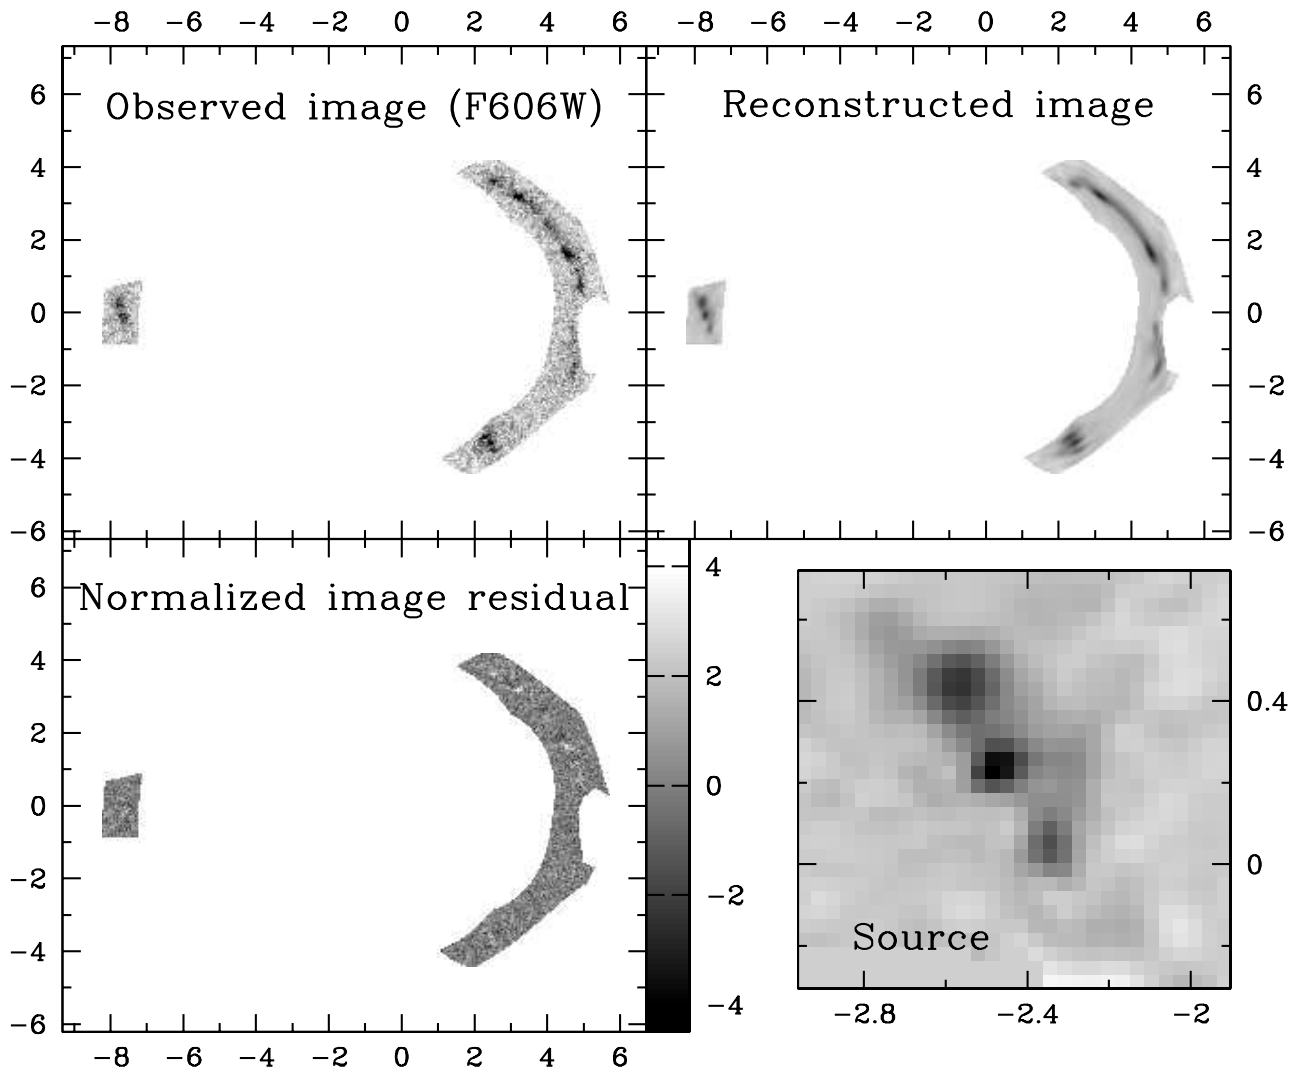 −8 −6 −4 −2 0 2 4 6 −8 −6 −4 −2 0 2 4 6
6 Observed image (F606W) Reconstructed image 6
4 4
2 2
0 0
−2 −2
−4 −4
−6 −6
6 Normalized image residual 4
4 2
2 0.4
0 0
−2 −2
−4 Source −4
−6
−8 −6 −4 −2 0 2 4 6 −2.8 −2.4 −2
0